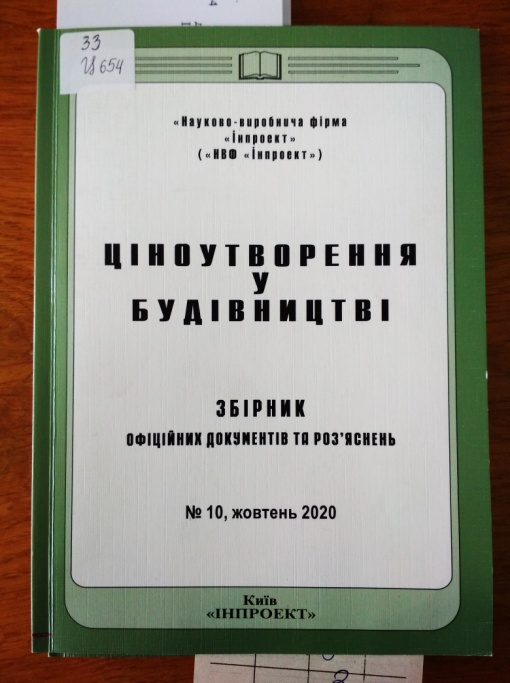 33
Ц 654
«Науково-виробнича фірма
«Інпроект»
(«НВФ «Інпроект»)
ЦІНОУТВОРЕННЯ
У
БУДІВНИЦТВІ
ЗБІРНИК
ОФІЦІЙНИХ ДОКУМЕНТІВ ТА РОЗ'ЯСНЕНЬ
№ 10, жовтень 2020
Київ
«ІНПРОЕКТ»